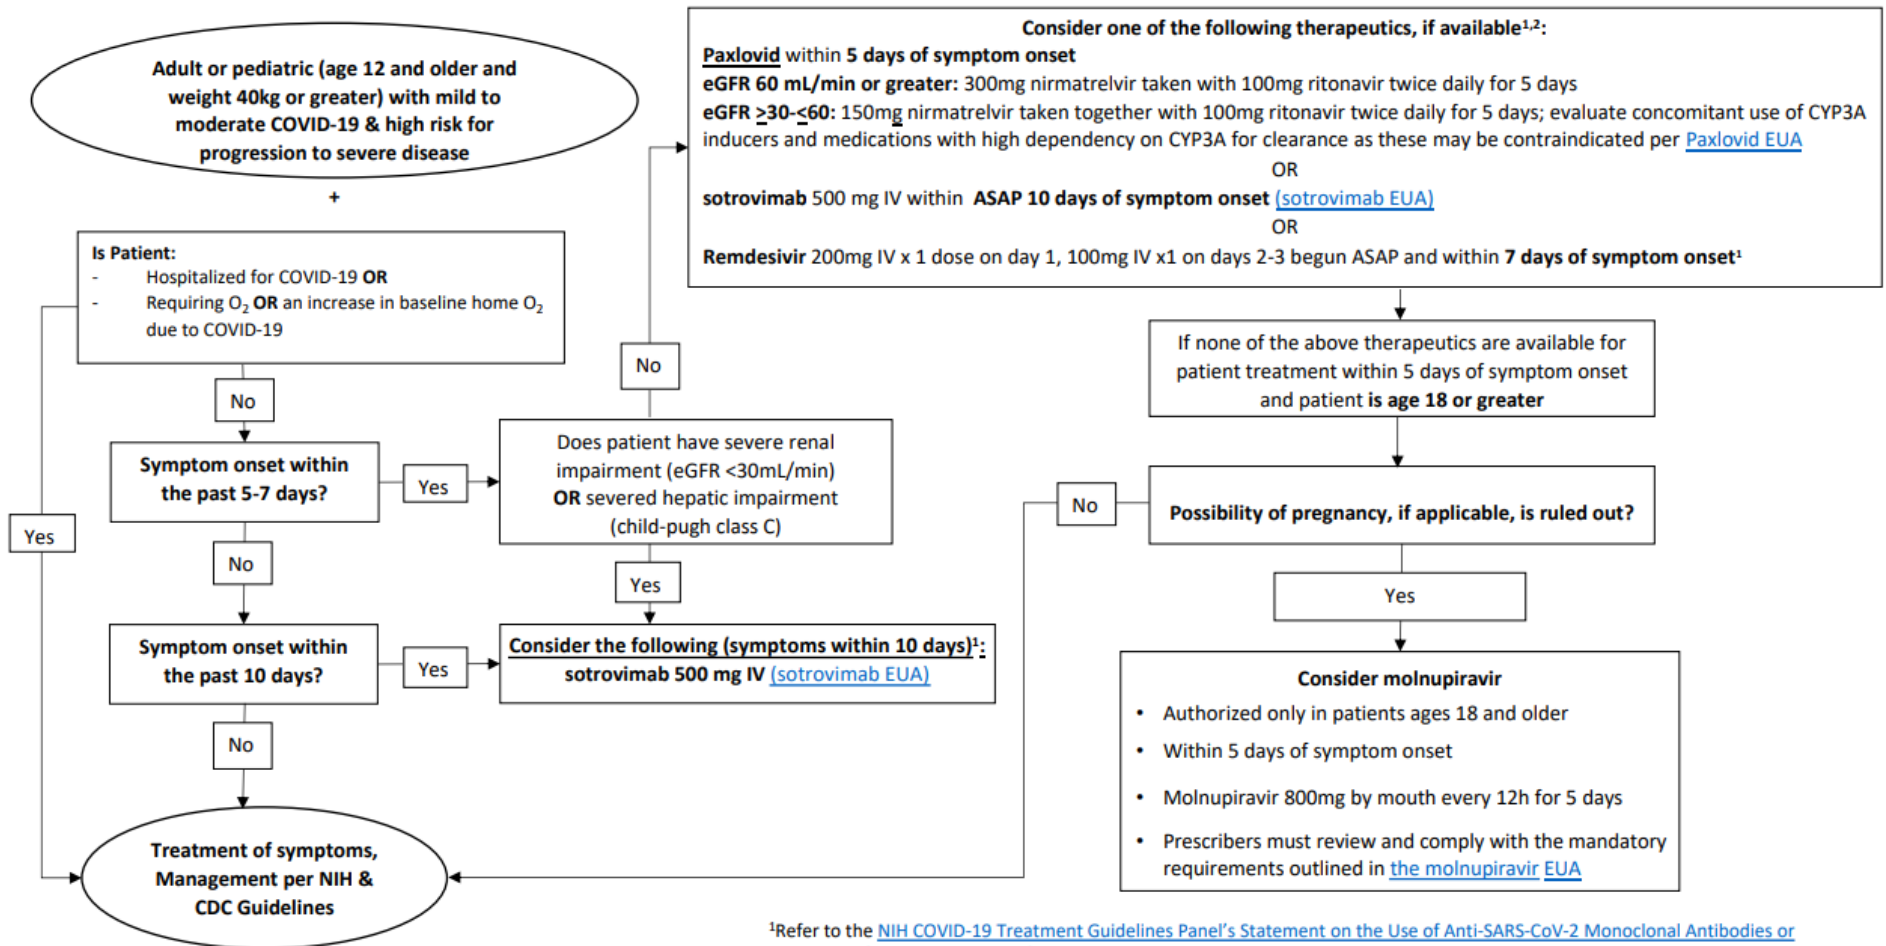 Adult or pediatric (age 12 and older and
weight 40kg or greater) with mild to
moderate COVID-19 & high risk for
progression to severe disease
+
Is Patient:
- Hospitalized for COVID-19 OR
- Requiring O₂ OR an increase in baseline home O₂
due to COVID-19
Yes
No
Symptom onset within
the past 5-7 days?
Yes
No
Symptom onset within
the past 10 days?
Yes
No
Treatment of symptoms,
Management per NIH &
CDC Guidelines
Does patient have severe renal
impairment (eGFR <30mL/min)
OR severed hepatic impairment
(child-pugh class C)
No
Yes
Consider the following (symptoms within 10 days)¹:
sotrovimab 500 mg IV (sotrovimab EUA)
Consider one of the following therapeutics, if available¹,²:
Paxlovid within 5 days of symptom onset
eGFR 60 mL/min or greater: 300mg nirmatrelvir taken with 100mg ritonavir twice daily for 5 days
eGFR >30-<60: 150mg nirmatrelvir taken together with 100mg ritonavir twice daily for 5 days; evaluate concomitant use of CYP3A
inducers and medications with high dependency on CYP3A for clearance as these may be contraindicated per Paxlovid EUA
OR
sotrovimab 500 mg IV within ASAP 10 days of symptom onset (sotrovimab EUA)
OR
Remdesivir 200mg IV x 1 dose on day 1, 100mg IV x1 on days 2-3 begun ASAP and within 7 days of symptom onset¹
If none of the above therapeutics are available for
patient treatment within 5 days of symptom onset
and patient is age 18 or greater
Possibility of pregnancy, if applicable, is ruled out?
No
Yes
Consider molnupiravir
• Authorized only in patients ages 18 and older
• Within 5 days of symptom onset
• Molnupiravir 800mg by mouth every 12h for 5 days
• Prescribers must review and comply with the mandatory
requirements outlined in the molnupiravir EUA
¹Refer to the NIH COVID-19 Treatment Guidelines Panel's Statement on the Use of Anti-SARS-CoV-2 Monoclonal Antibodies or